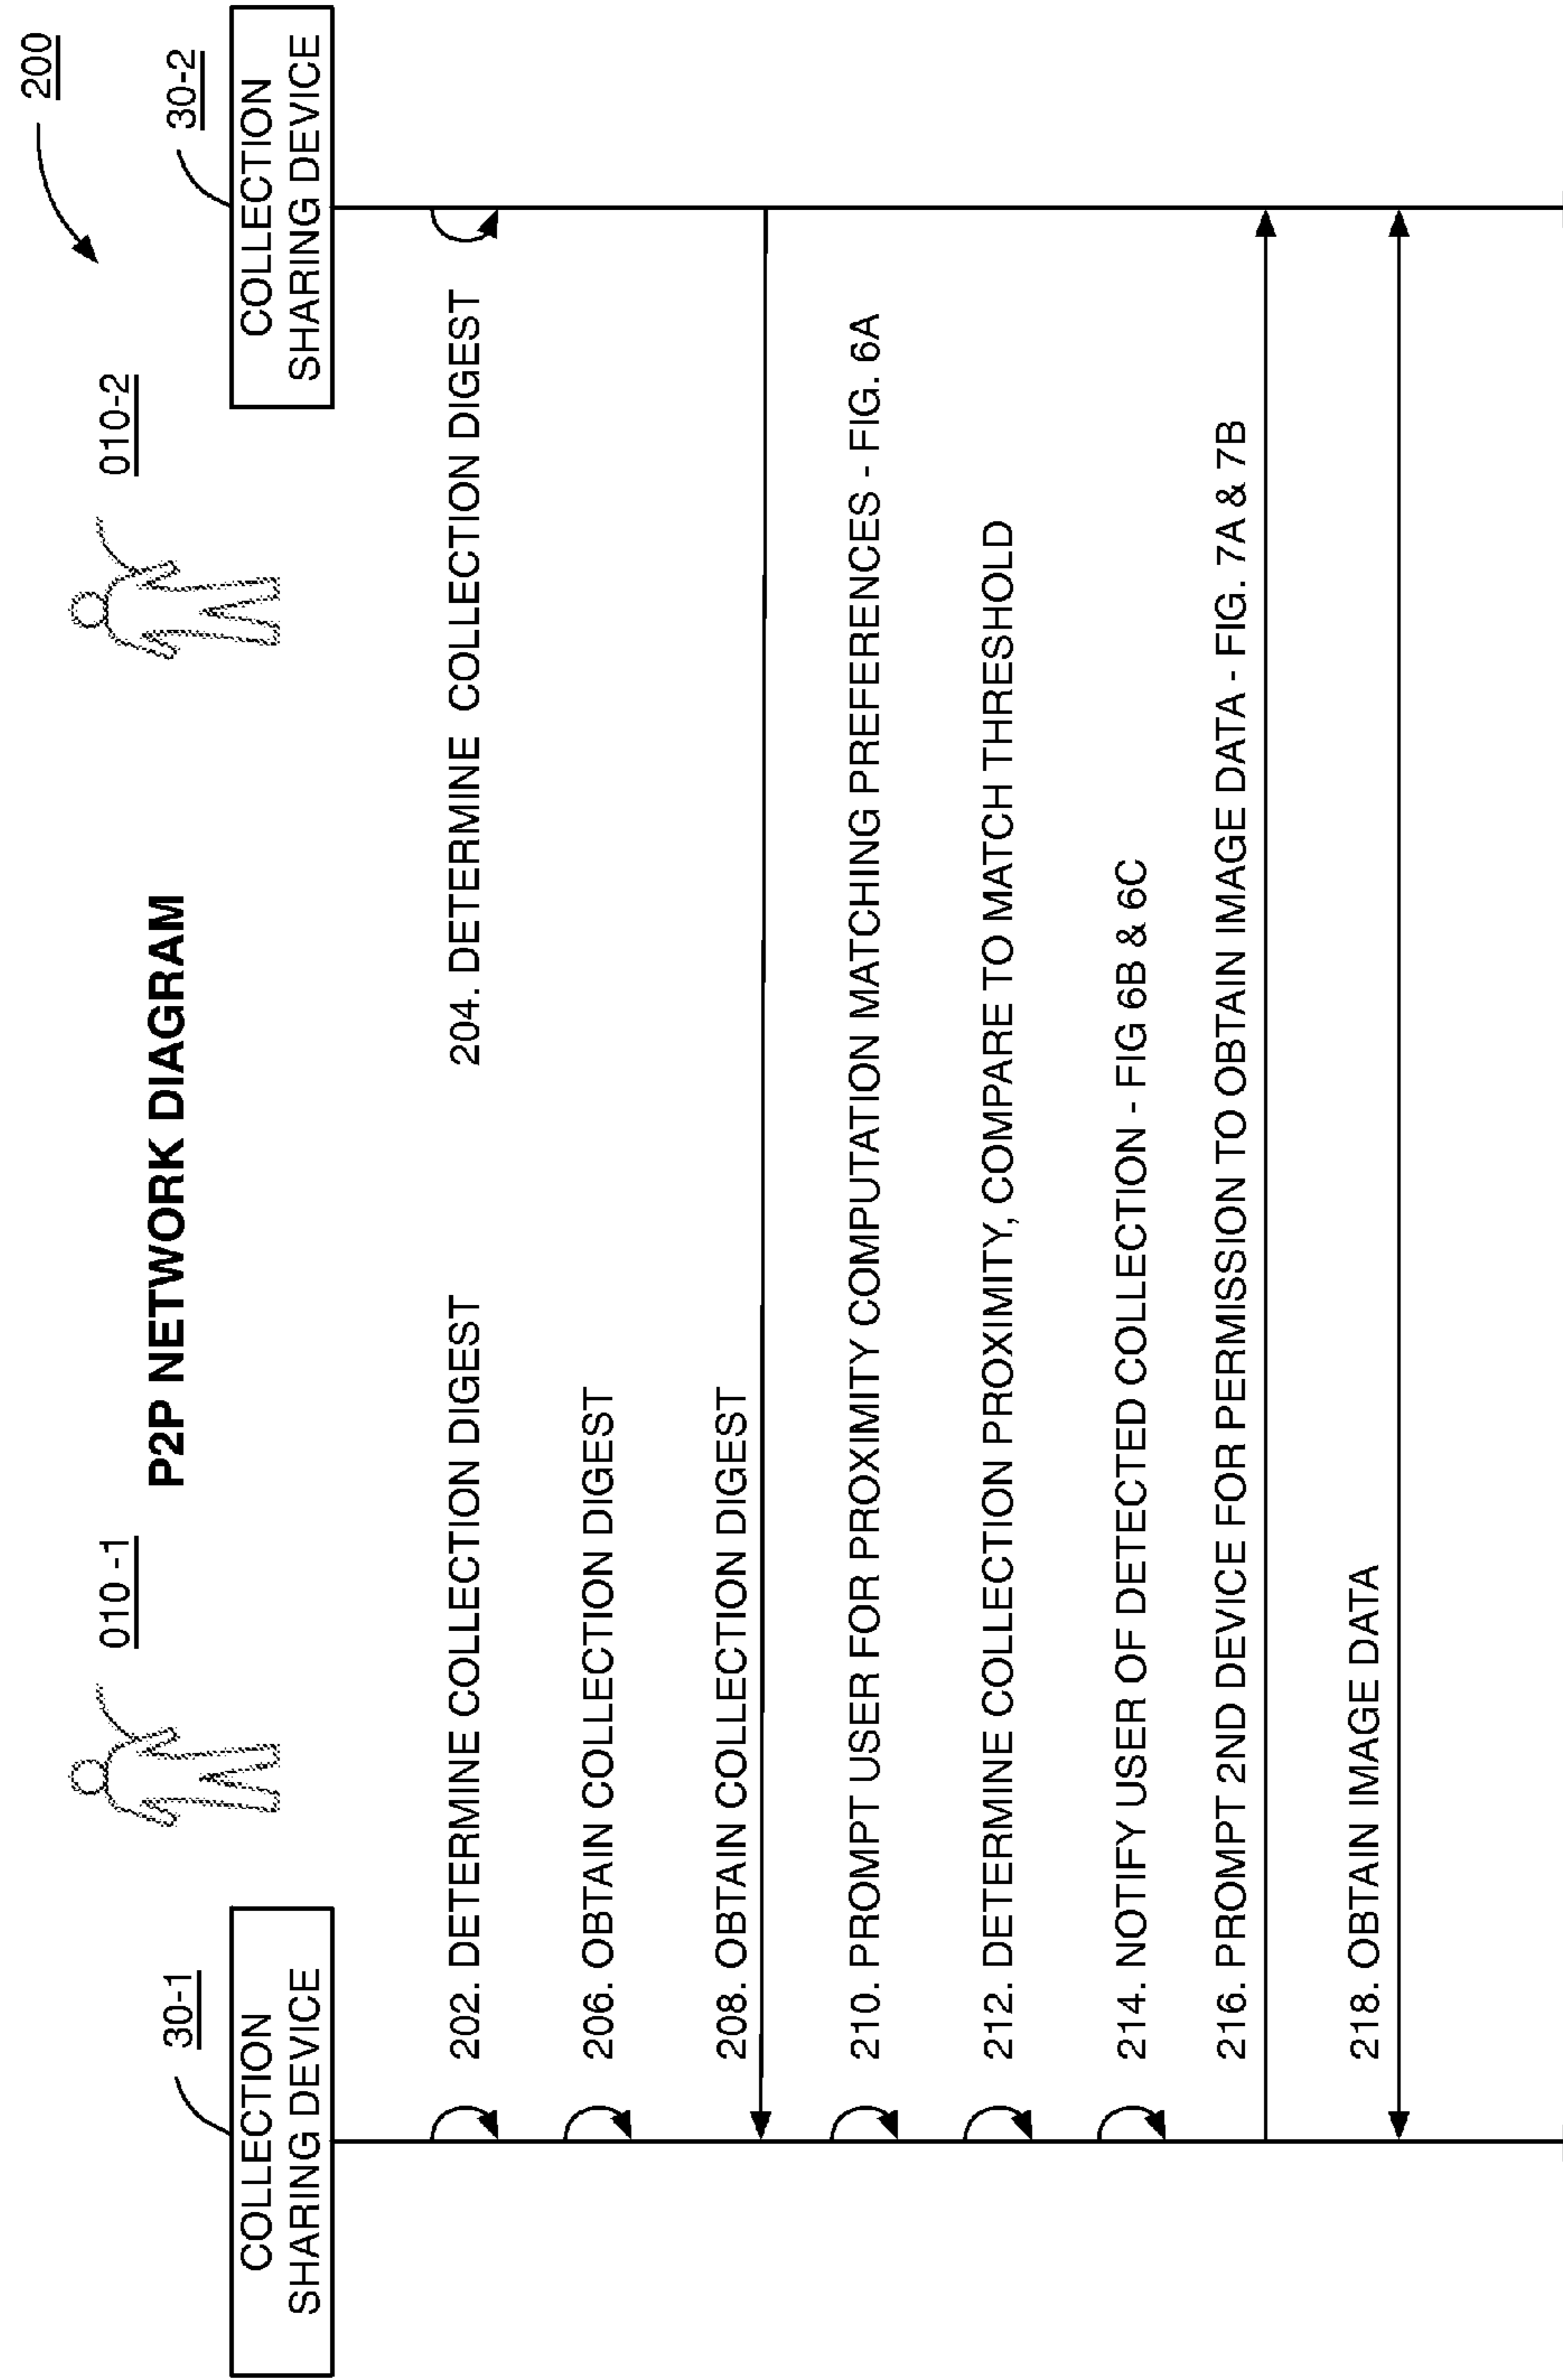 200
P2P NETWORK DIAGRAM
010 -1
010-2
30-1
30-2
COLLECTION
SHARING DEVICE
COLLECTION
SHARING DEVICE
202. DETERMINE COLLECTION DIGEST
204. DETERMINE COLLECTION DIGEST
206. OBTAIN COLLECTION DIGEST
208. OBTAIN COLLECTION DIGEST
210. PROMPT USER FOR PROXIMITY COMPUTATION MATCHING PREFERENCES - FIG. 6A
212. DETERMINE COLLECTION PROXIMITY, COMPARE TO MATCH THRESHOLD
214. NOTIFY USER OF DETECTED COLLECTION - FIG 6B & 6C
216. PROMPT 2ND DEVICE FOR PERMISSION TO OBTAIN IMAGE DATA - FIG. 7A & 7B
218. OBTAIN IMAGE DATA